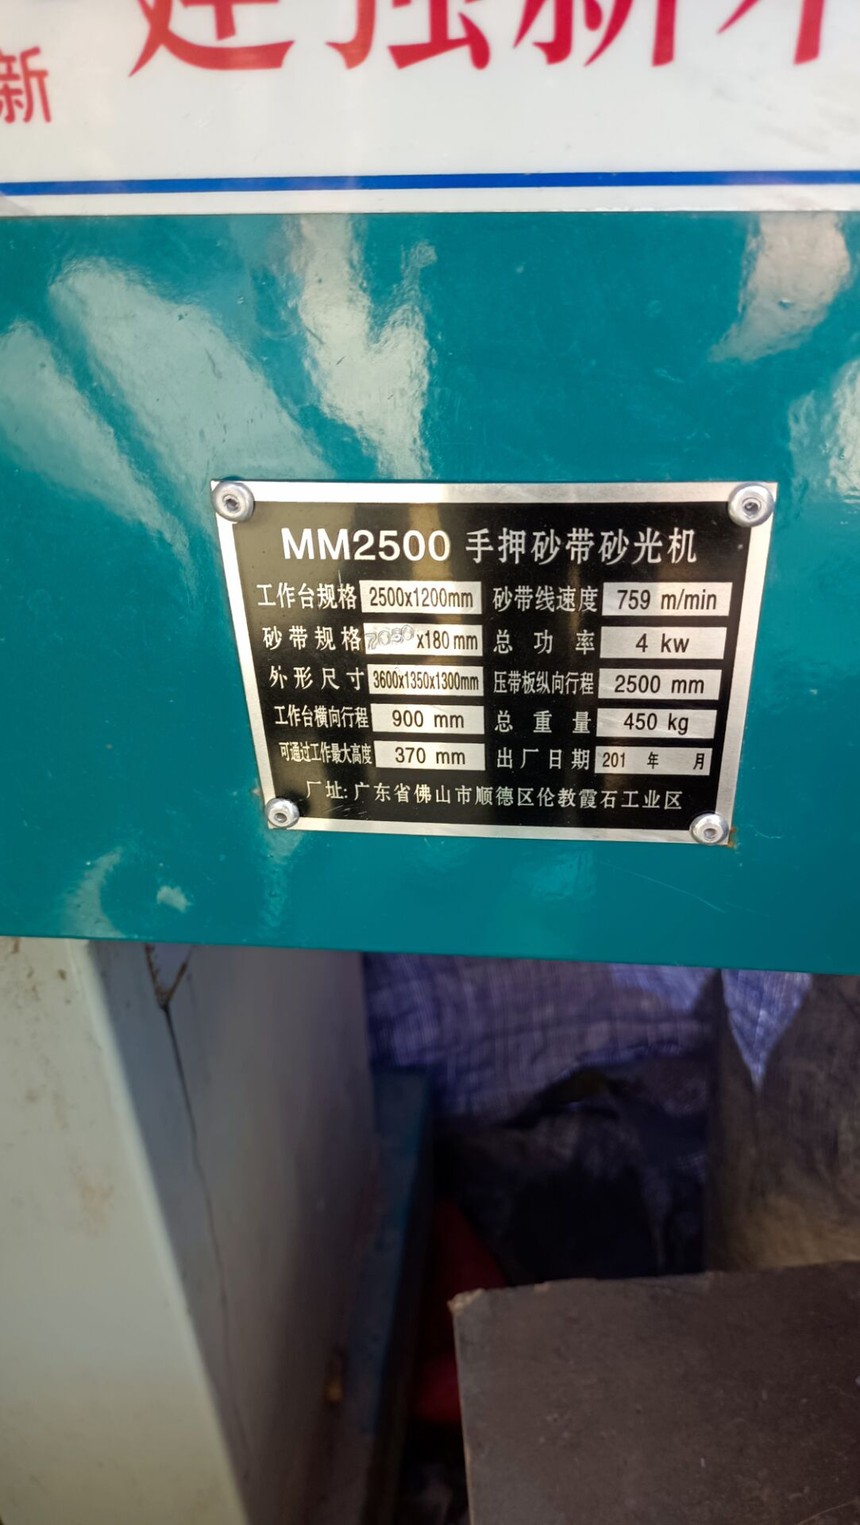 建强新木
新
MM2500 手押砂带砂光机
工作台规格 2500x1200mm 砂带线速度 759 m/min
砂带规格 x180mm 总功率 4 kw
外形尺寸 3600x1350x1300mm 压带板纵向行程 2500 mm
工作台横向行程 900 mm 总重量 450 kg
可通过工作最大高度 370 mm 出厂日期 201 年 月
厂址:广东省佛山市顺德区伦教霞石工业区